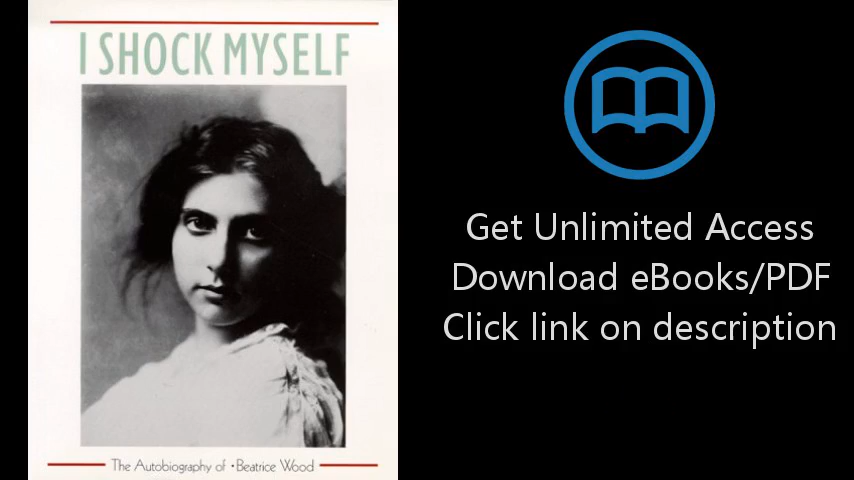 I SHOCK MYSELF
The Autobiography of • Beatrice Wood
Get Unlimited Access
Download eBooks/PDF
Click link on description